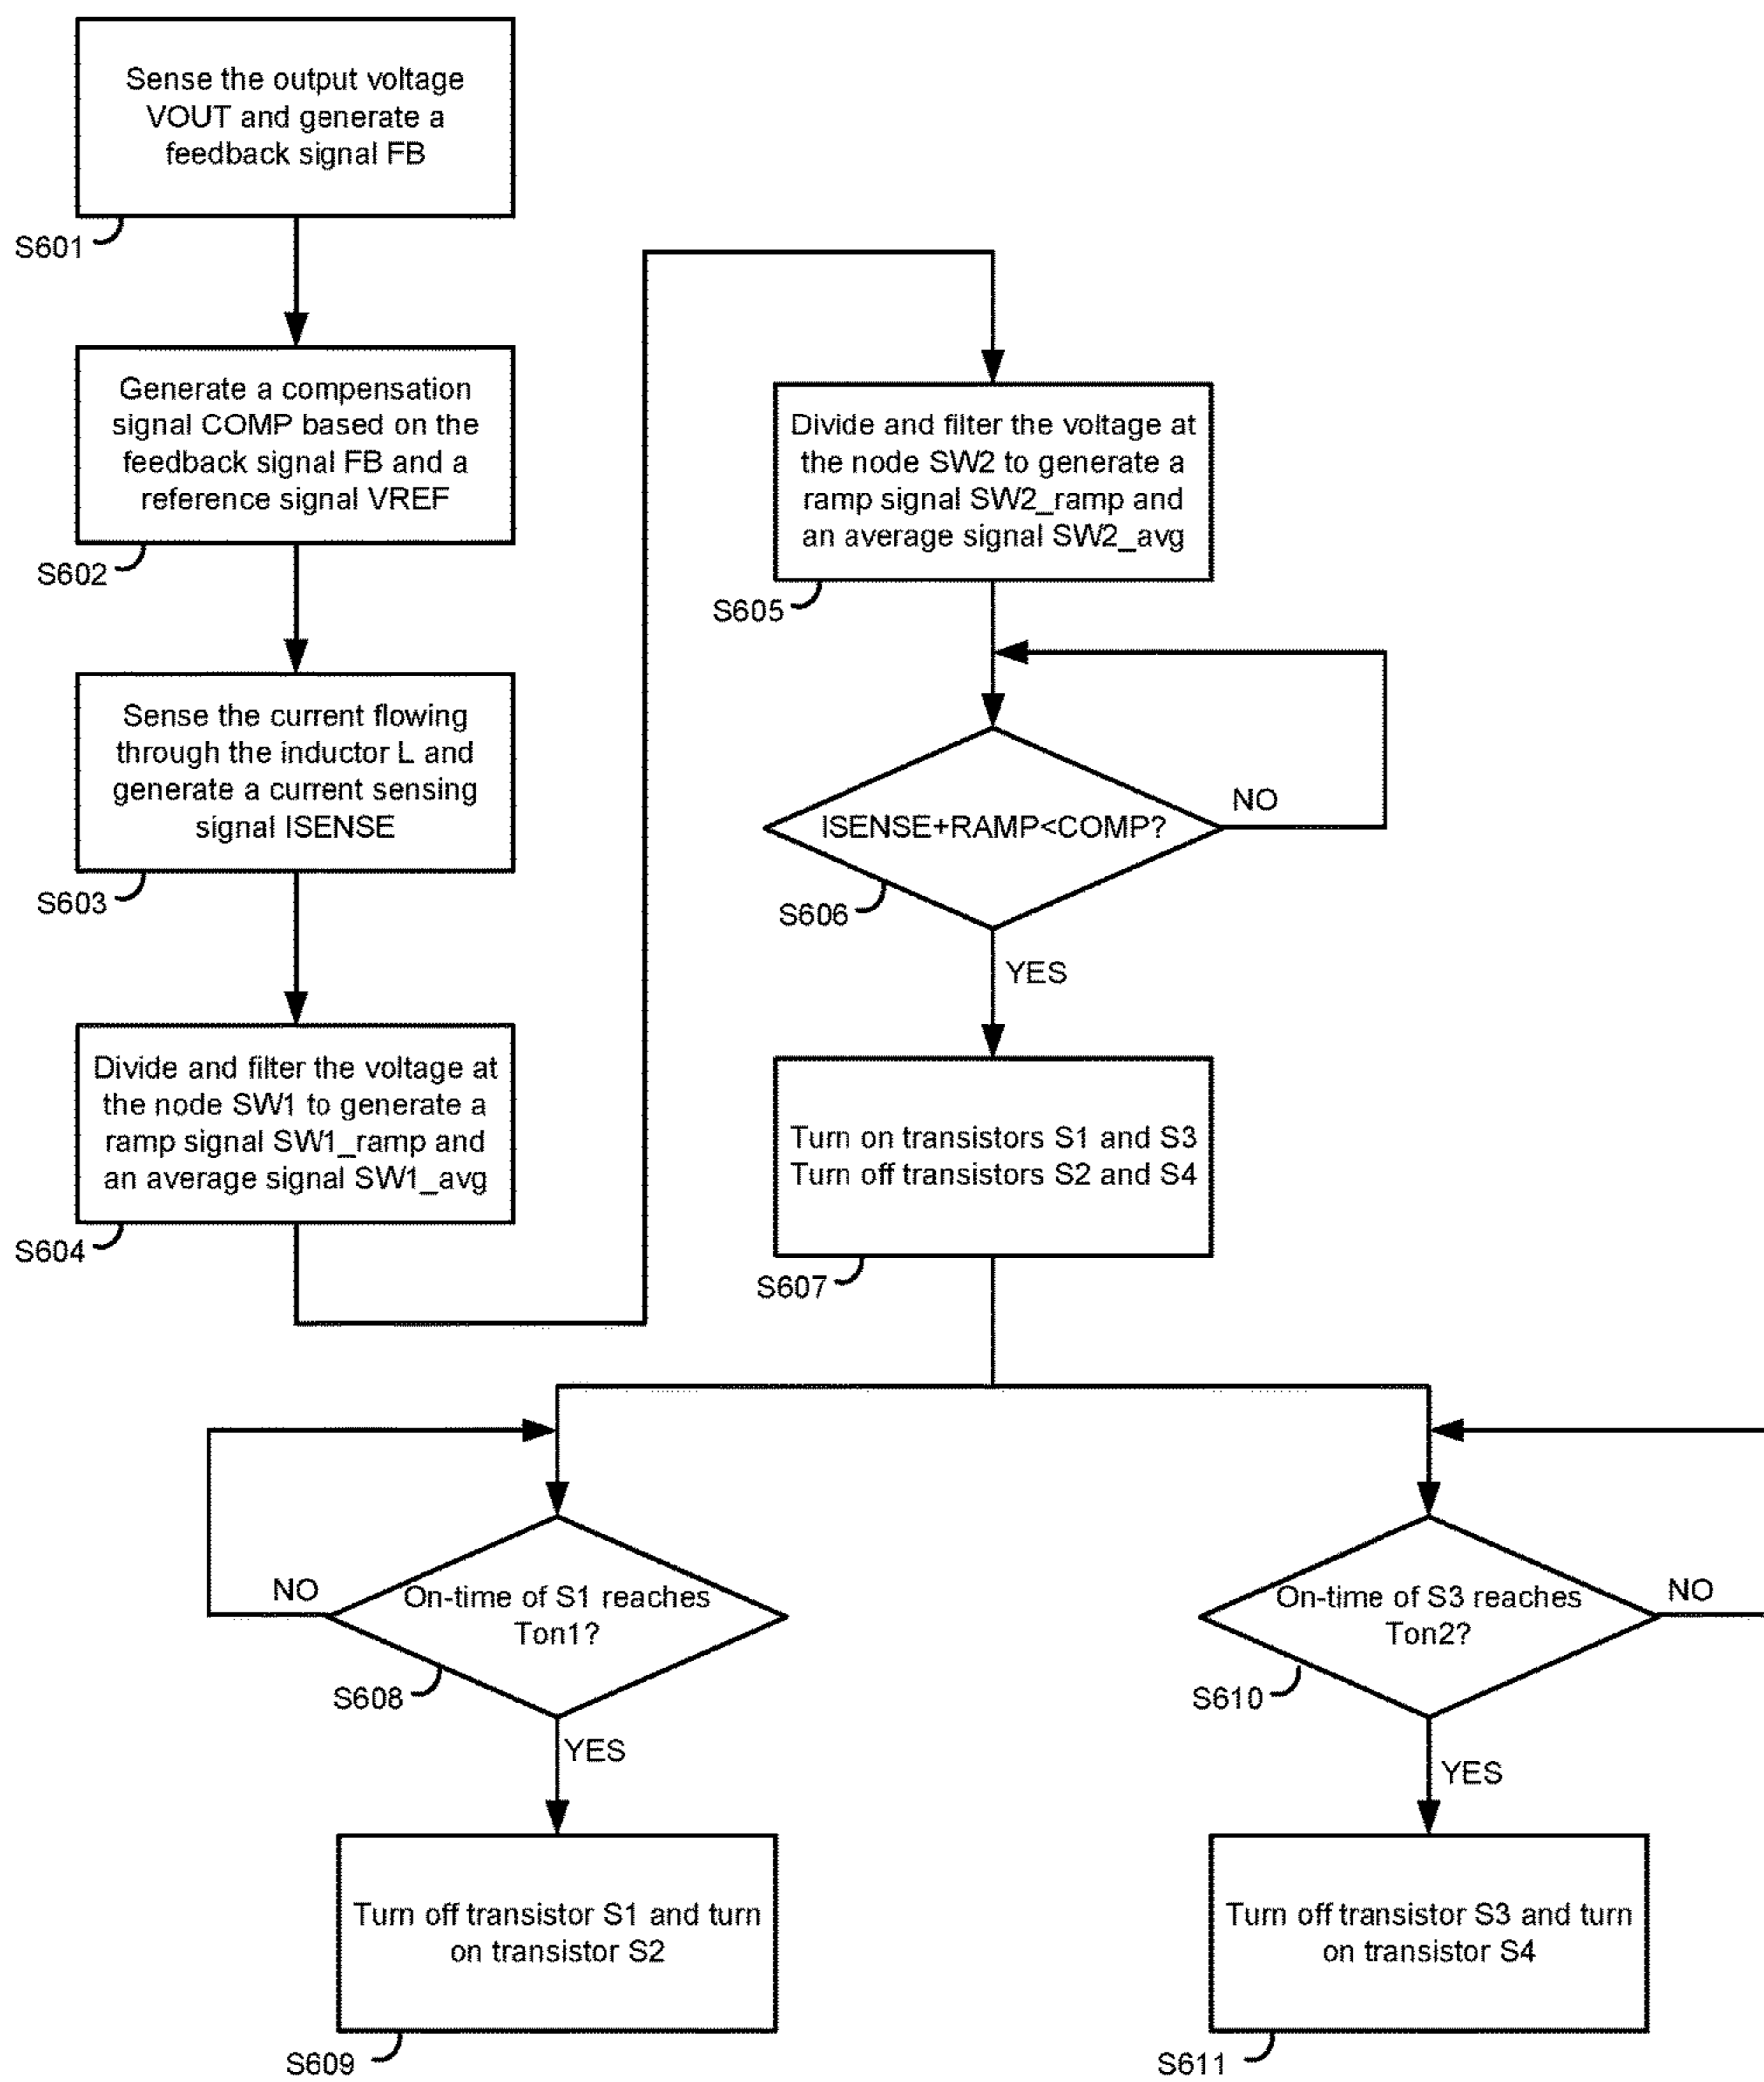 Sense the output voltage
VOUT and generate a
feedback signal FB
S601
Generate a compensation
signal COMP based on the
feedback signal FB and a
reference signal VREF
S602
Sense the current flowing
through the inductor L and
generate a current sensing
signal ISENSE
S603
Divide and filter the voltage at
the node SW1 to generate a
ramp signal SW1_ramp and
an average signal SW1_avg
S604
Divide and filter the voltage at
the node SW2 to generate a
ramp signal SW2_ramp and
an average signal SW2_avg
S605
ISENSE+RAMP<COMP?
NO
S606
YES
Turn on transistors S1 and S3
Turn off transistors S2 and S4
S607
On-time of S1 reaches
Ton1?
NO
S608
YES
Turn off transistor S1 and turn
on transistor S2
S609
On-time of S3 reaches
Ton2?
NO
S610
YES
Turn off transistor S3 and turn
on transistor S4
S611